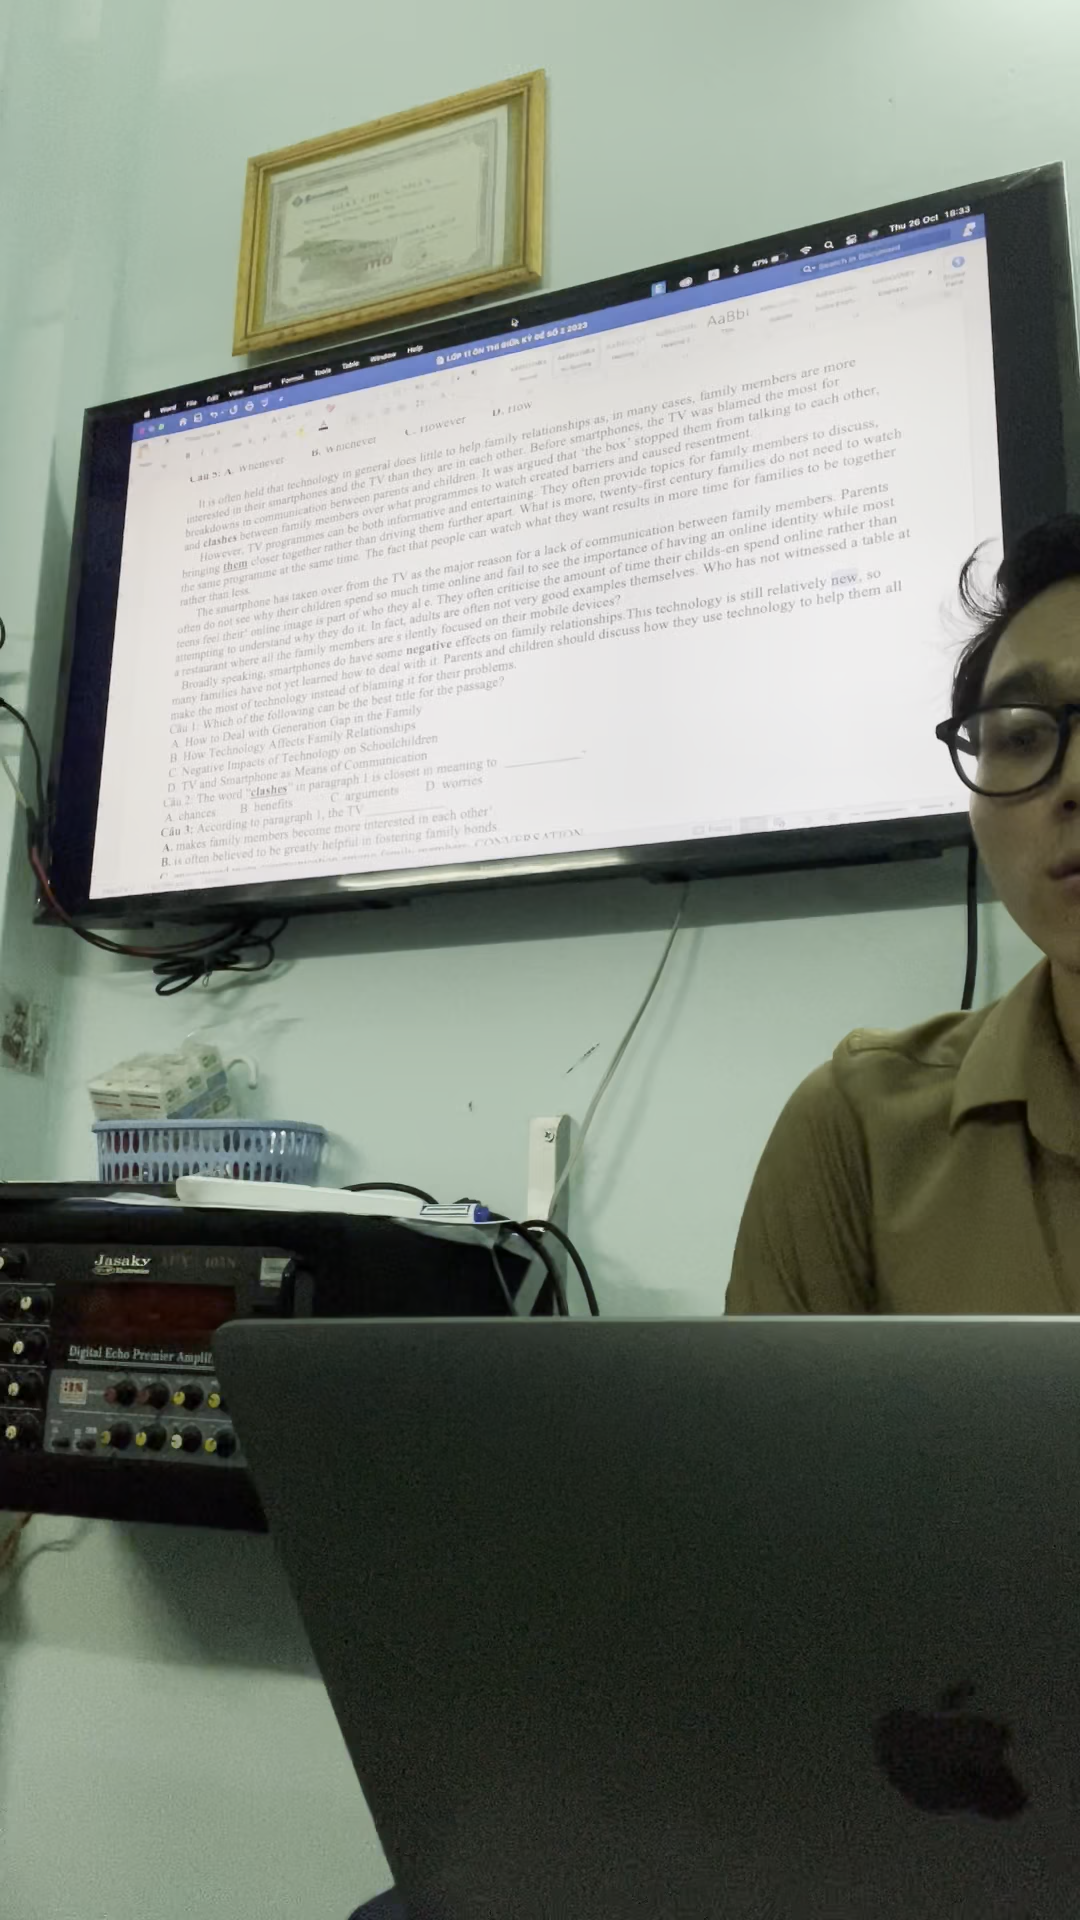 GIẤY CHỨNG NHẬN
Thu 26 Oct 18:33
47%
Word File Edit View Insert Format Tools Table Window Help
LỚP 11 ÔN THI GIỮA KỲ ĐỀ SỐ 2 2023
Search in Document
AaBbi
Câu 5: A. Whenever B. Whichever C. However D. How
It is often held that technology in general does little to help family relationships as, in many cases, family members are more
interested in their smartphones and the TV than they are in each other. Before smartphones, the TV was blamed the most for
breakdowns in communication between parents and children. It was argued that 'the box' stopped them from talking to each other,
and clashes between family members over what programmes to watch created barriers and caused resentment.
However, TV programmes can be both informative and entertaining. They often provide topics for family members to discuss,
bringing them closer together rather than driving them further apart. What is more, twenty-first century families do not need to watch
the same programme at the same time. The fact that people can watch what they want results in more time for families to be together
rather than less.
The smartphone has taken over from the TV as the major reason for a lack of communication between family members. Parents
often do not see why their children spend so much time online and fail to see the importance of having an online identity while most
teens feel their' online image is part of who they al e. They often criticise the amount of time their childs-en spend online rather than
attempting to understand why they do it. In fact, adults are often not very good examples themselves. Who has not witnessed a table at
a restaurant where all the family members are s ilently focused on their mobile devices?
Broadly speaking, smartphones do have some negative effects on family relationships.This technology is still relatively new, so
many families have not yet learned how to deal with it. Parents and children should discuss how they use technology to help them all
make the most of technology instead of blaming it for their problems.
Câu 1: Which of the following can be the best title for the passage?
A. How to Deal with Generation Gap in the Family
B. How Technology Affects Family Relationships
C. Negative Impacts of Technology on Schoolchildren
D. TV and Smartphone as Means of Communication
Câu 2: The word "clashes" in paragraph 1 is closest in meaning to __________.
A. chances B. benefits C. arguments D. worries
Câu 3: According to paragraph 1, the TV __________
A. makes family members become more interested in each other'
B. is often believed to be greatly helpful in fostering family bonds.
CONVERSATION
Jasaky
Digital Echo Premier Amplif